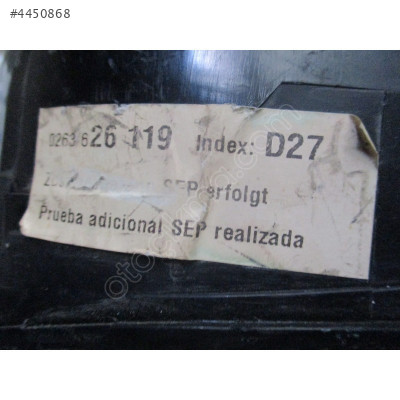 #4450868
0263 626 119 Index: D27
SEP erfolgt
Prueba adicional SEP realizada